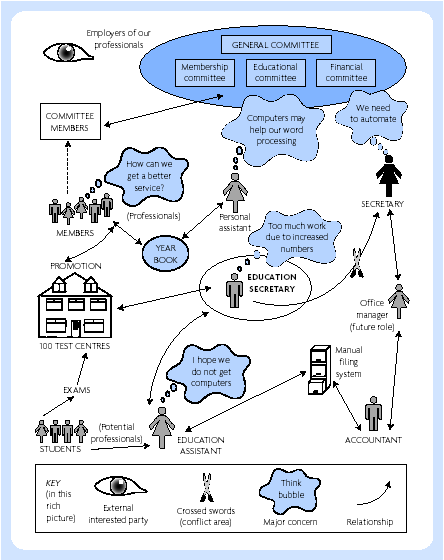 Employers of our
professionals
GENERAL COMMITTEE
Membership
committee
Educational
committee
Financial
committee
COMMITTEE
MEMBERS
Computers may
help our word
processing
We need
to automate
How can we
get a better
service?
MEMBERS
(Professionals)
Personal
assistant
SECRETARY
YEAR
BOOK
Too much work
due to increased
numbers
PROMOTION
EDUCATION
SECRETARY
Office
manager
(future role)
100 TEST CENTRES
I hope we
do not get
computers
Manual
filing
system
EXAMS
STUDENTS
(Potential
professionals)
EDUCATION
ASSISTANT
ACCOUNTANT
KEY
(in this
rich
picture)
External
interested party
Crossed swords
(conflict area)
Think
bubble
Major concern
Relationship